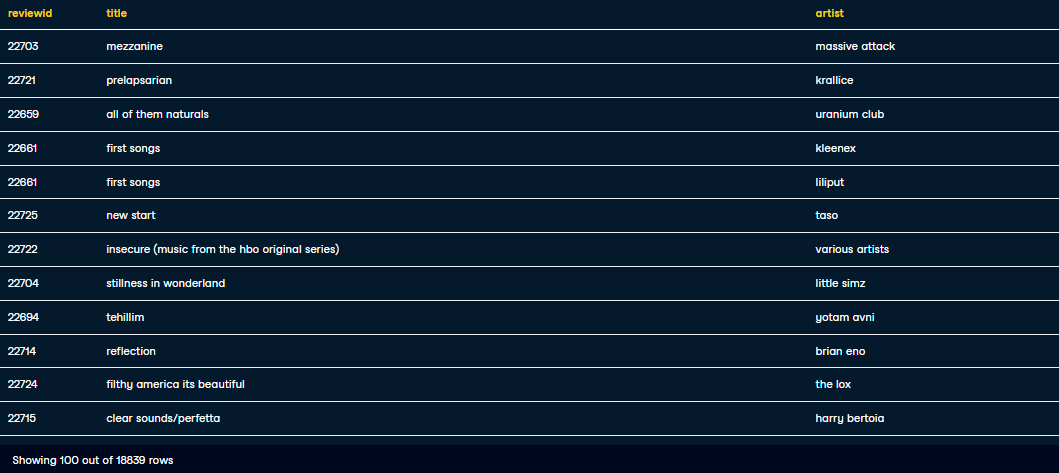 reviewid title artist
22703 mezzanine massive attack
22721 prelapsarian krallice
22659 all of them naturals uranium club
22661 first songs kleenex
22661 first songs liliput
22725 new start taso
22722 insecure (music from the hbo original series) various artists
22704 stillness in wonderland little simz
22694 tehillim yotam avni
22714 reflection brian eno
22724 filthy america its beautiful the lox
22715 clear sounds/perfetta harry bertoia
Showing 100 out of 18839 rows